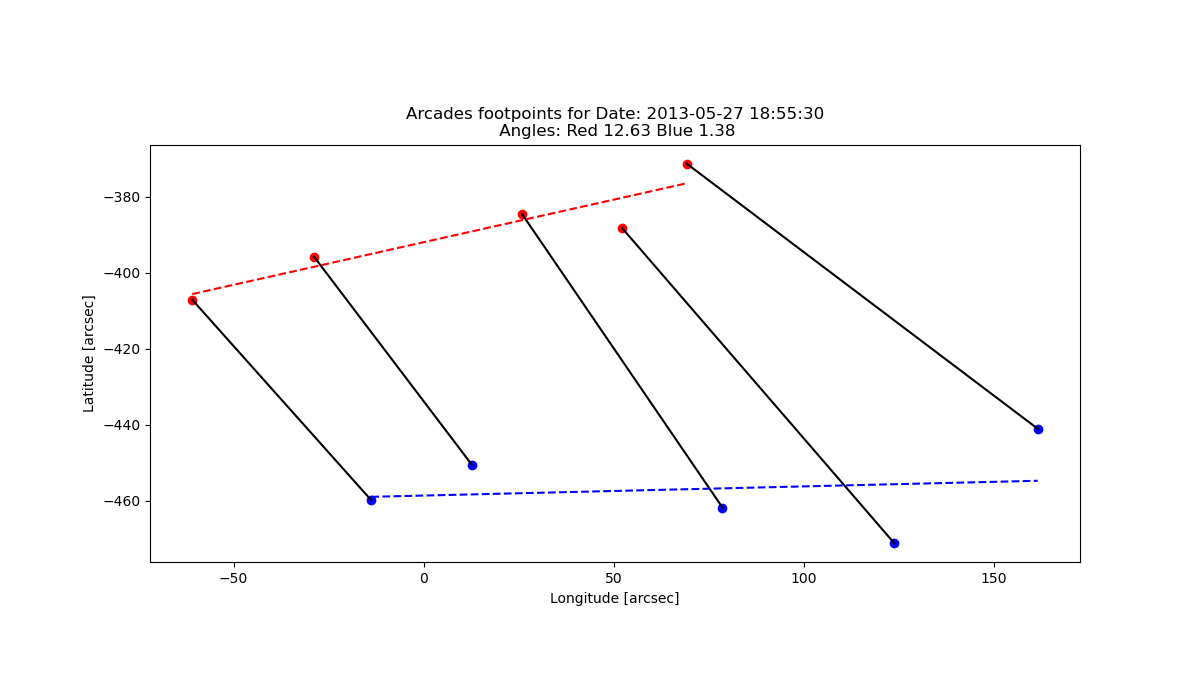 Arcades footpoints for Date: 2013-05-27 18:55:30
Angles: Red 12.63 Blue 1.38
Latitude [arcsec]
−380
−400
−420
−440
−460
−50
0
50
100
150
Longitude [arcsec]